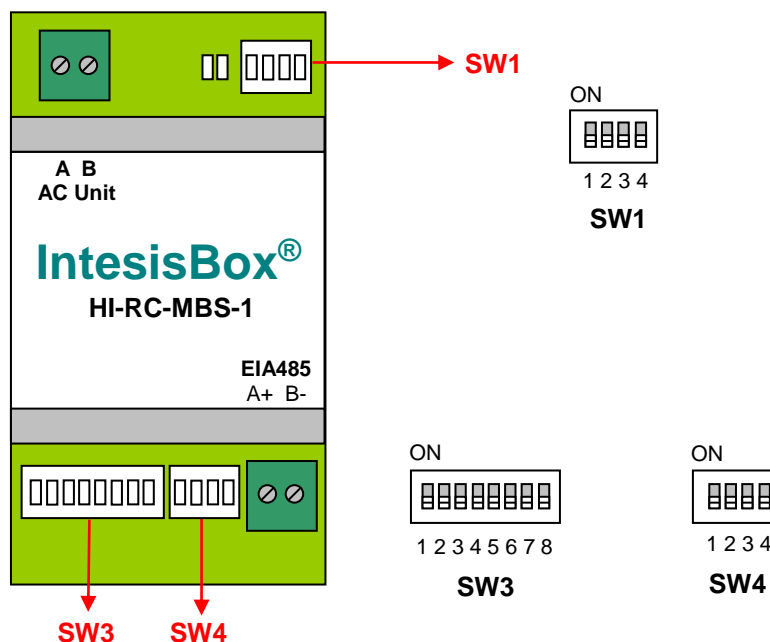 SW1
A B
AC Unit
IntesisBox®
HI-RC-MBS-1
EIA485
A+ B-
SW3 SW4
ON
1 2 3 4
SW1
ON
1 2 3 4 5 6 7 8
SW3
ON
1 2 3 4
SW4